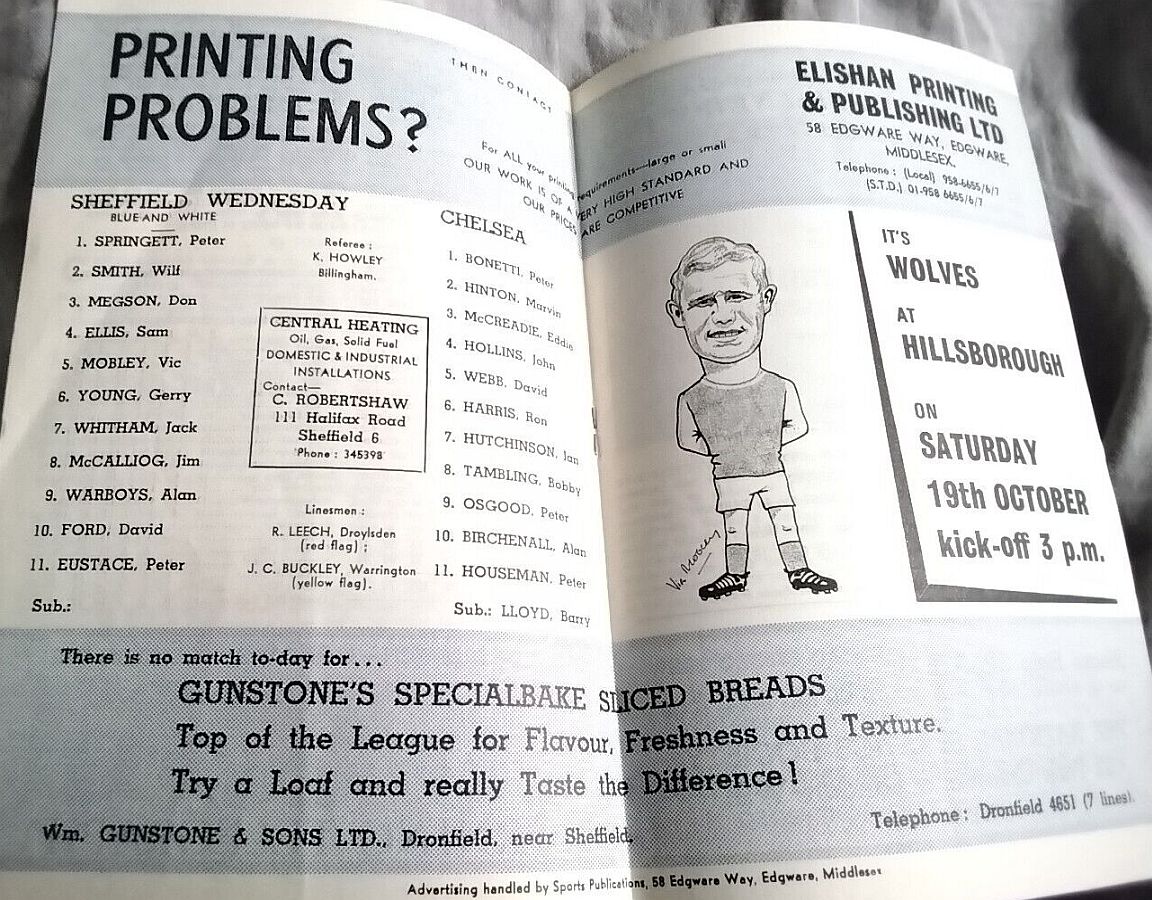 PRINTING
PROBLEMS?
THEN CONTACT
ELISHAN PRINTING
& PUBLISHING LTD
58 EDGWARE WAY, EDGWARE,
MIDDLESEX.
Telephone: (Local) 958-6655/6/7
(S.T.D.) 01-958 6655/6/7
For ALL your printing requirements—large or small
OUR WORK IS OF A VERY HIGH STANDARD AND
OUR PRICES ARE COMPETITIVE
SHEFFIELD WEDNESDAY
BLUE AND WHITE
1. SPRINGETT, Peter
2. SMITH, Wilf
3. MEGSON, Don
4. ELLIS, Sam
5. MOBLEY, Vic
6. YOUNG, Gerry
7. WHITHAM, Jack
8. McCALLIOG, Jim
9. WARBOYS, Alan
10. FORD, David
11. EUSTACE, Peter
Sub.:
Referee:
K. HOWLEY
Billingham.
CENTRAL HEATING
Oil, Gas, Solid Fuel
DOMESTIC & INDUSTRIAL
INSTALLATIONS
Contact—
C. ROBERTSHAW
111 Halifax Road
Sheffield 6
Phone: 345398
Linesmen:
R. LEECH, Droylsden
(red flag);
J. C. BUCKLEY, Warrington
(yellow flag).
CHELSEA
1. BONETTI, Peter
2. HINTON, Marvin
3. McCREADIE, Eddie
4. HOLLINS, John
5. WEBB, David
6. HARRIS, Ron
7. HUTCHINSON, Ian
8. TAMBLING, Bobby
9. OSGOOD, Peter
10. BIRCHENALL, Alan
11. HOUSEMAN, Peter
Sub.: LLOYD, Barry
Vic Mobley
IT'S
WOLVES
AT
HILLSBOROUGH
ON
SATURDAY
19th OCTOBER
kick-off 3 p.m.
There is no match to-day for...
GUNSTONE'S SPECIALBAKE SLICED BREADS
Top of the League for Flavour, Freshness and Texture.
Try a Loaf and really Taste the Difference!
Wm. GUNSTONE & SONS LTD., Dronfield, near Sheffield.
Telephone: Dronfield 4651 (7 lines).
Advertising handled by Sports Publications, 58 Edgware Way, Edgware, Middlesex